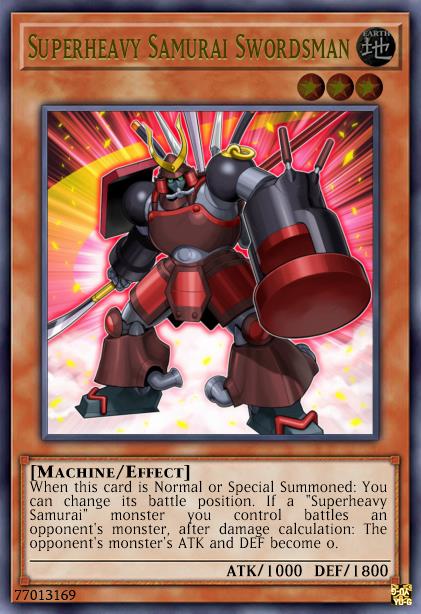 SUPERHEAVY SAMURAI SWORDSMAN
EARTH
地
[MACHINE/EFFECT]
When this card is Normal or Special Summoned: You
can change its battle position. If a "Superheavy
Samurai" monster you control battles an
opponent's monster, after damage calculation: The
opponent's monster's ATK and DEF become 0.
ATK/1000 DEF/1800
77013169